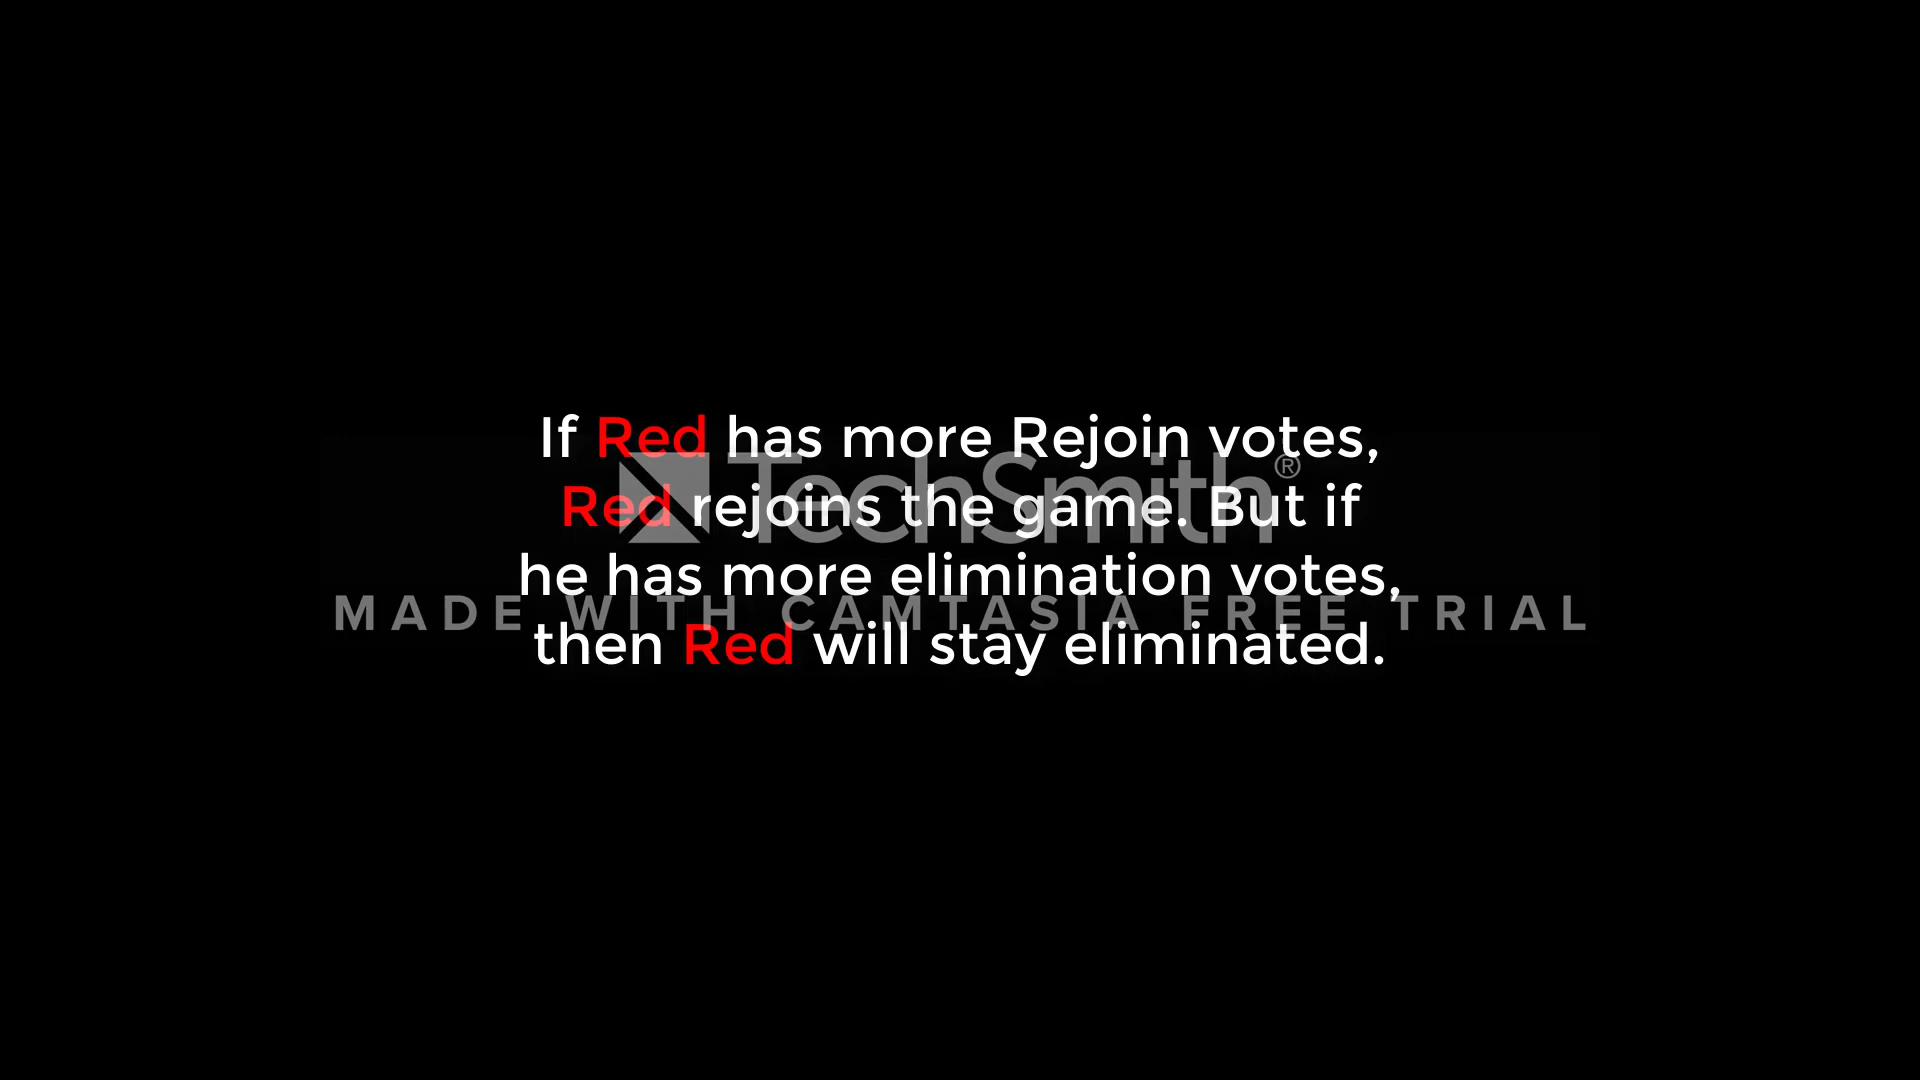 If Red has more Rejoin votes,
TechSmith®
Red rejoins the game. But if
he has more elimination votes,
MADE WITH CAMTASIA FREE TRIAL
then Red will stay eliminated.